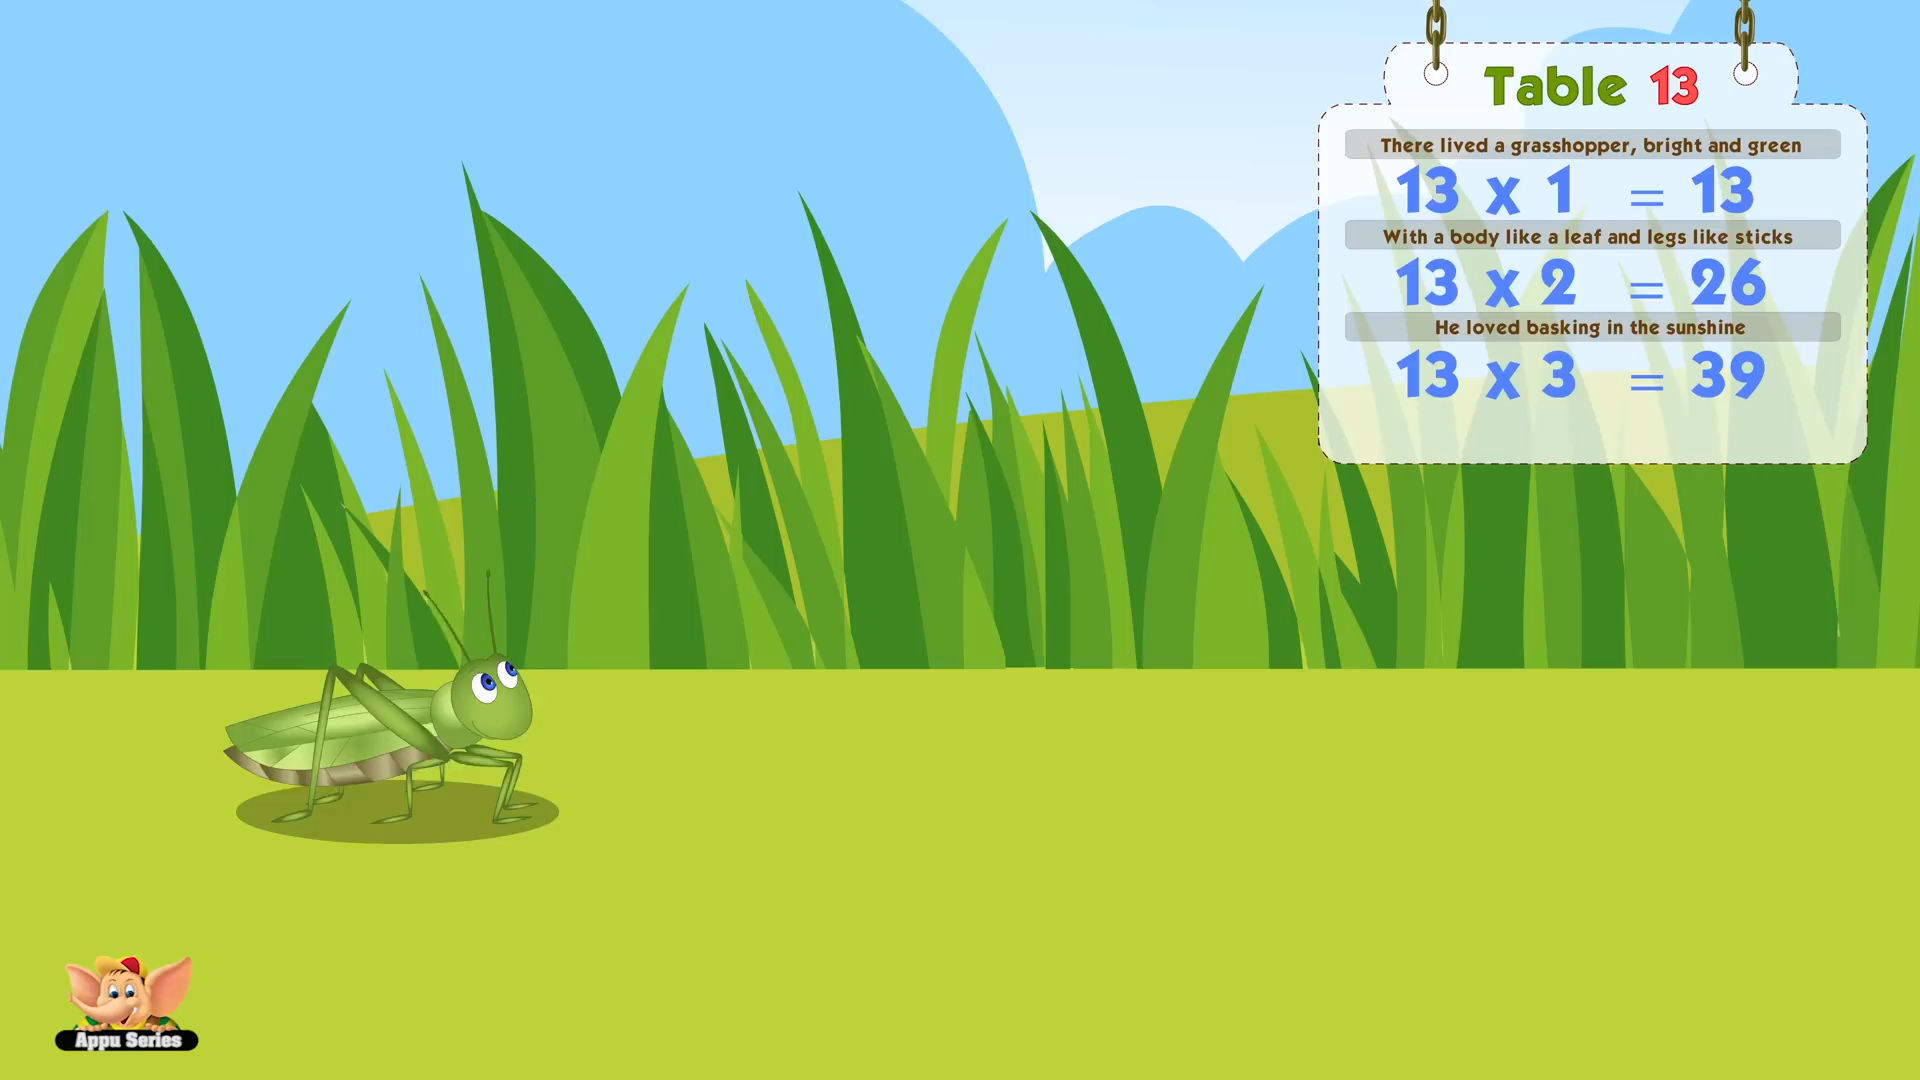 Table 13
There lived a grasshopper, bright and green
13 x 1 = 13
With a body like a leaf and legs like sticks
13 x 2 = 26
He loved basking in the sunshine
13 x 3 = 39
Appu Series